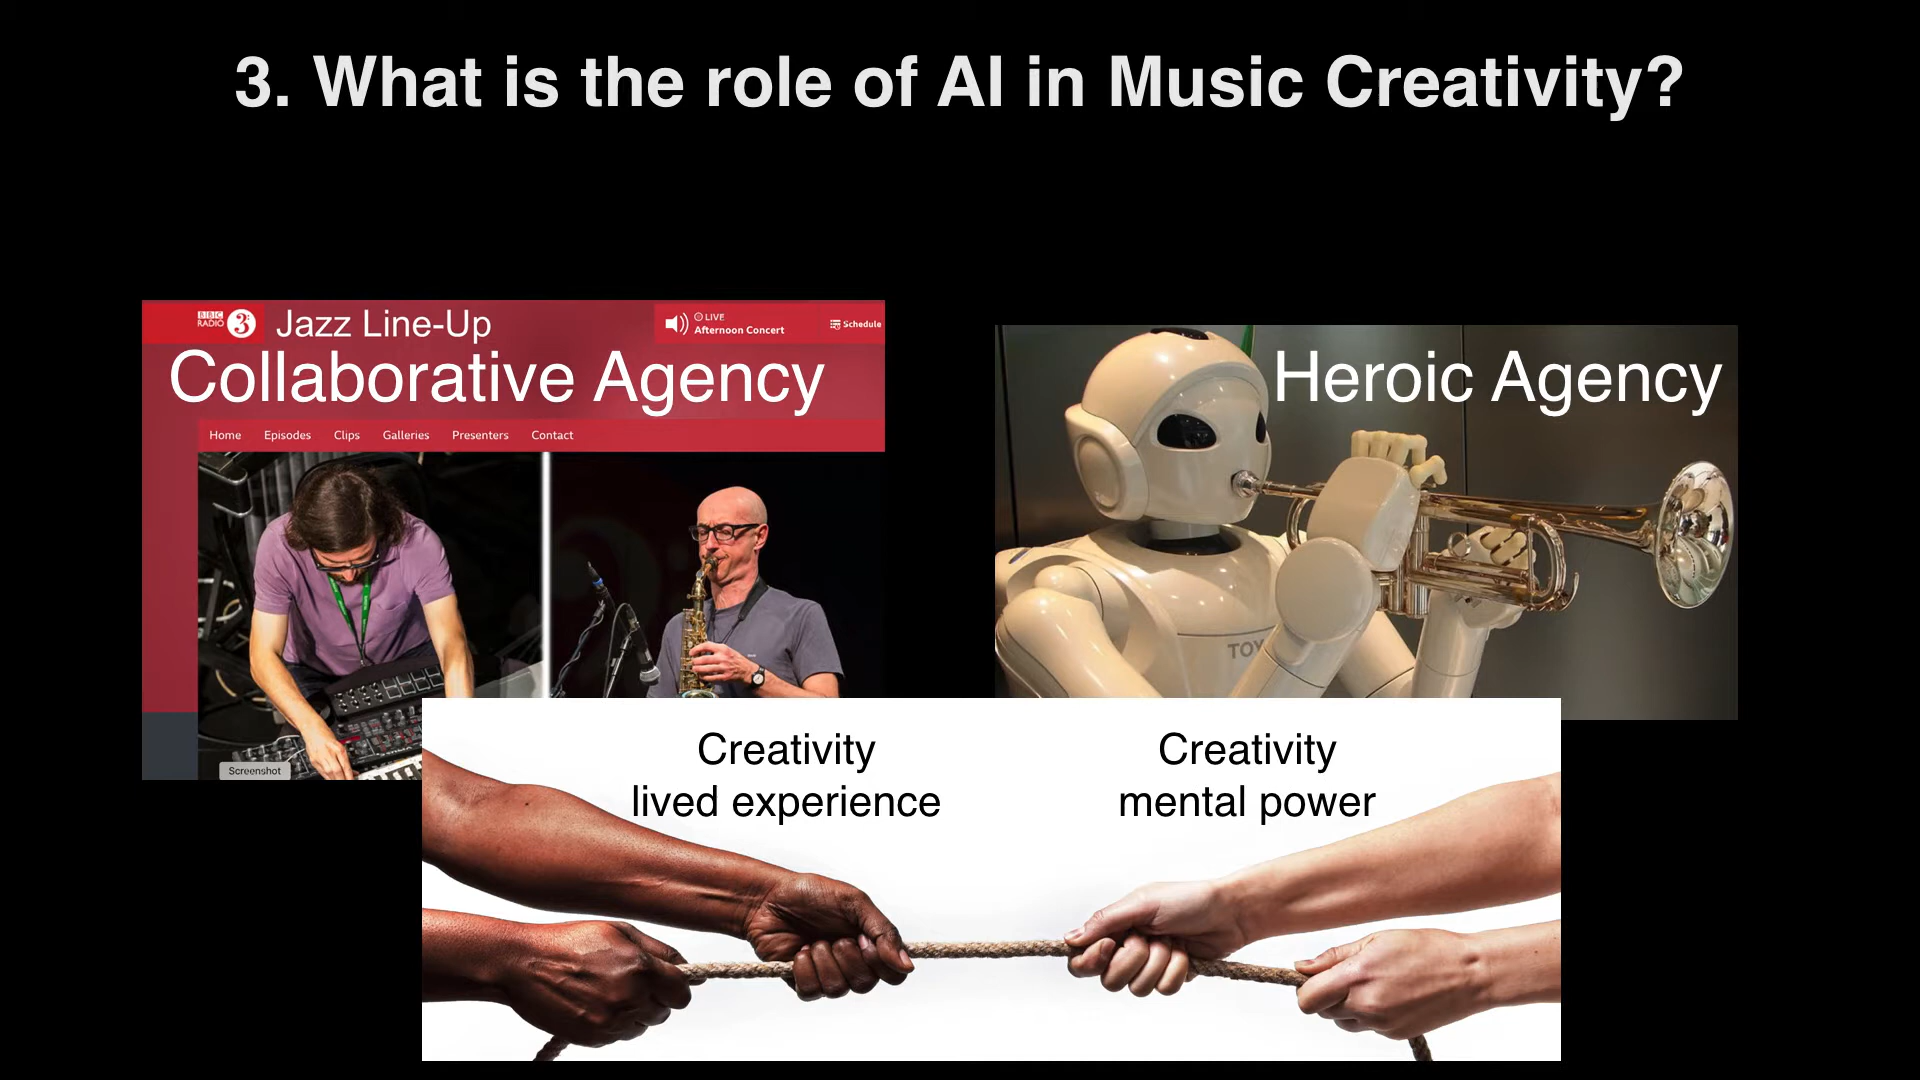 3. What is the role of AI in Music Creativity?
BBC
RADIO
3
Jazz Line-Up
LIVE
Afternoon Concert
Schedule
Collaborative Agency
Home Episodes Clips Galleries Presenters Contact
Screenshot
Heroic Agency
TOY
Creativity
lived experience
Creativity
mental power